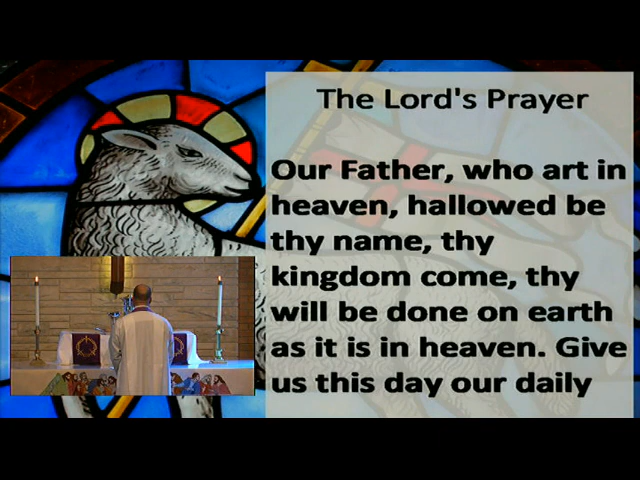 The Lord's Prayer
Our Father, who art in
heaven, hallowed be
thy name, thy
kingdom come, thy
will be done on earth
as it is in heaven. Give
us this day our daily